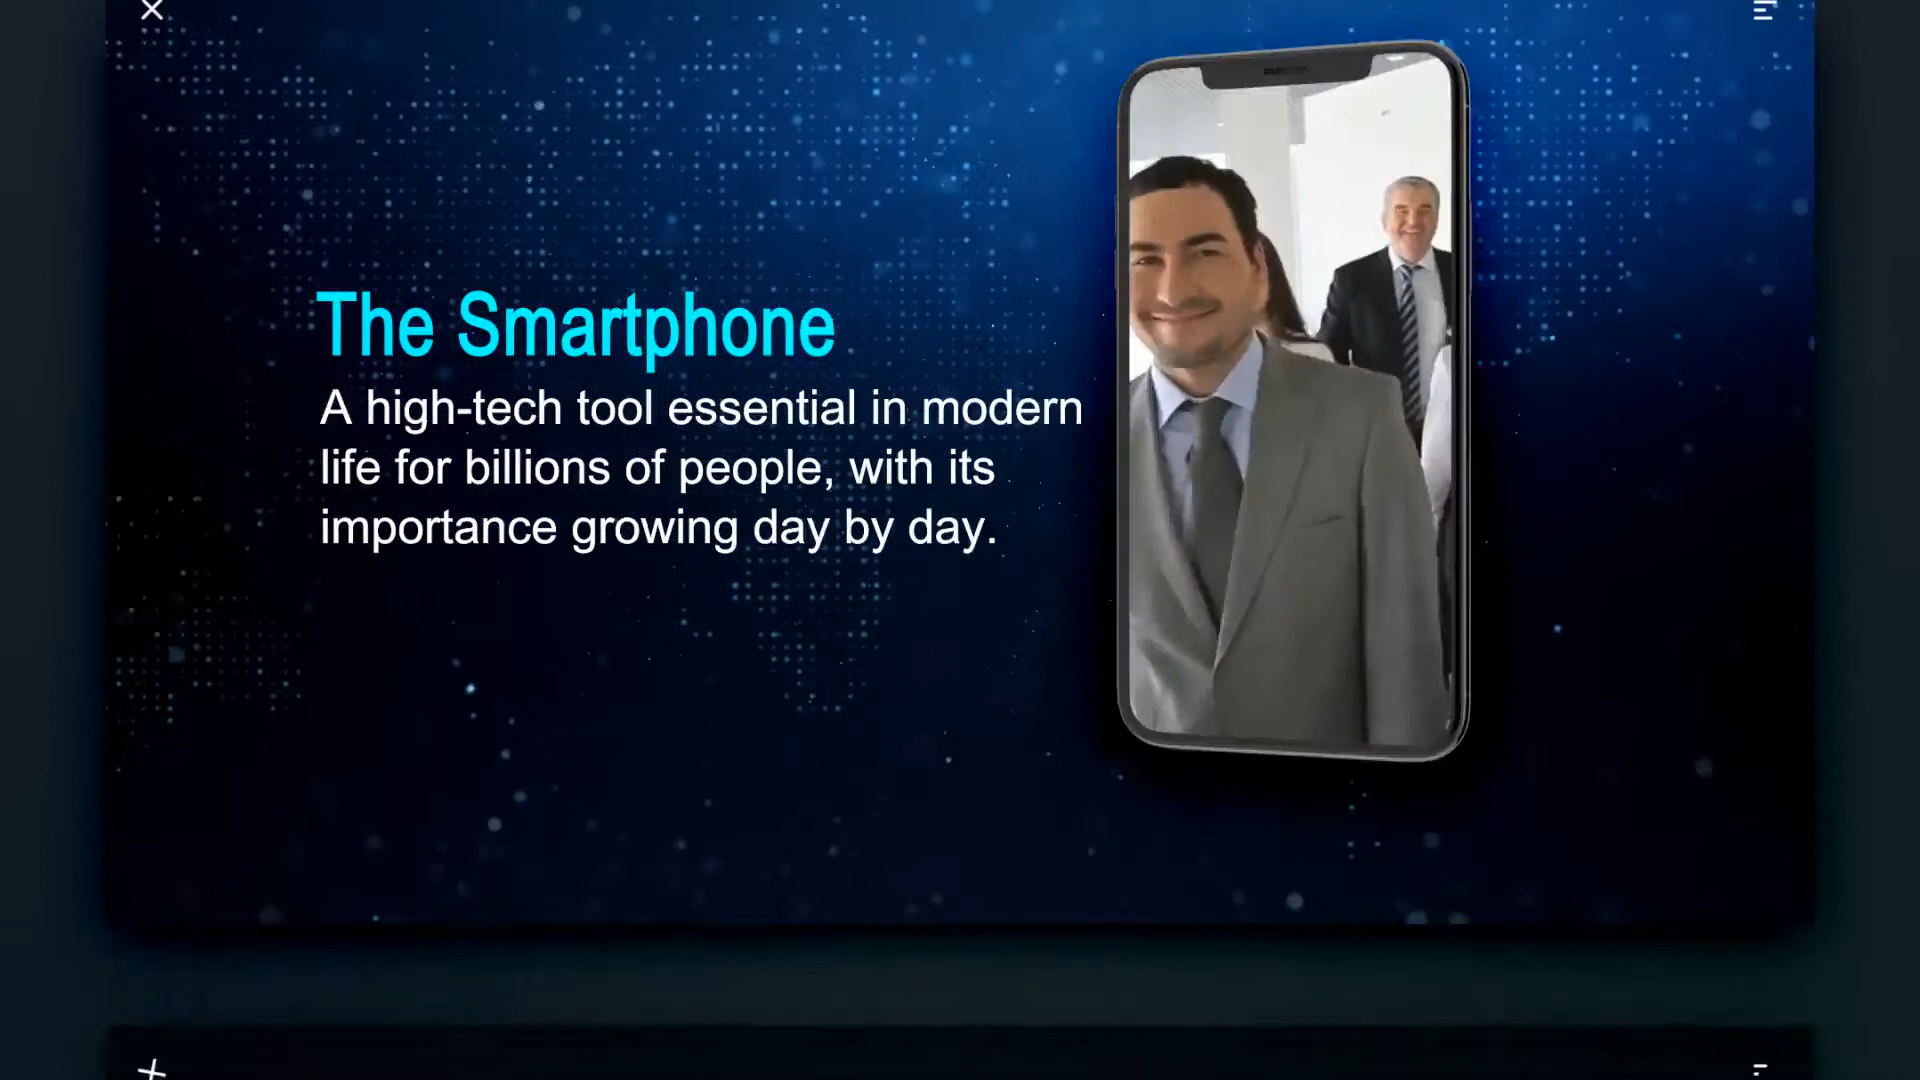 The Smartphone
A high-tech tool essential in modern
life for billions of people, with its
importance growing day by day.